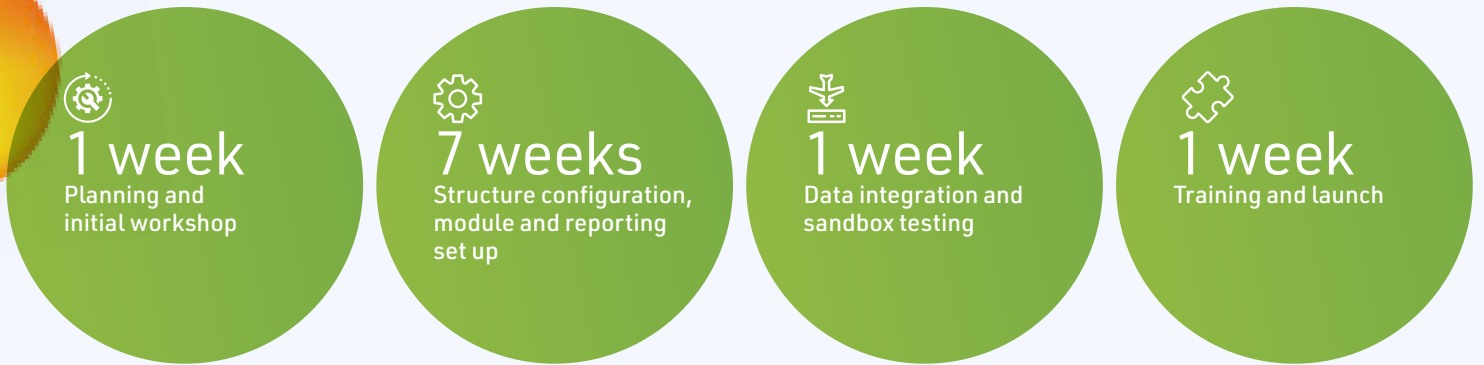 1 week
Planning and
initial workshop
7 weeks
Structure configuration,
module and reporting
set up
1 week
Data integration and
sandbox testing
1 week
Training and launch